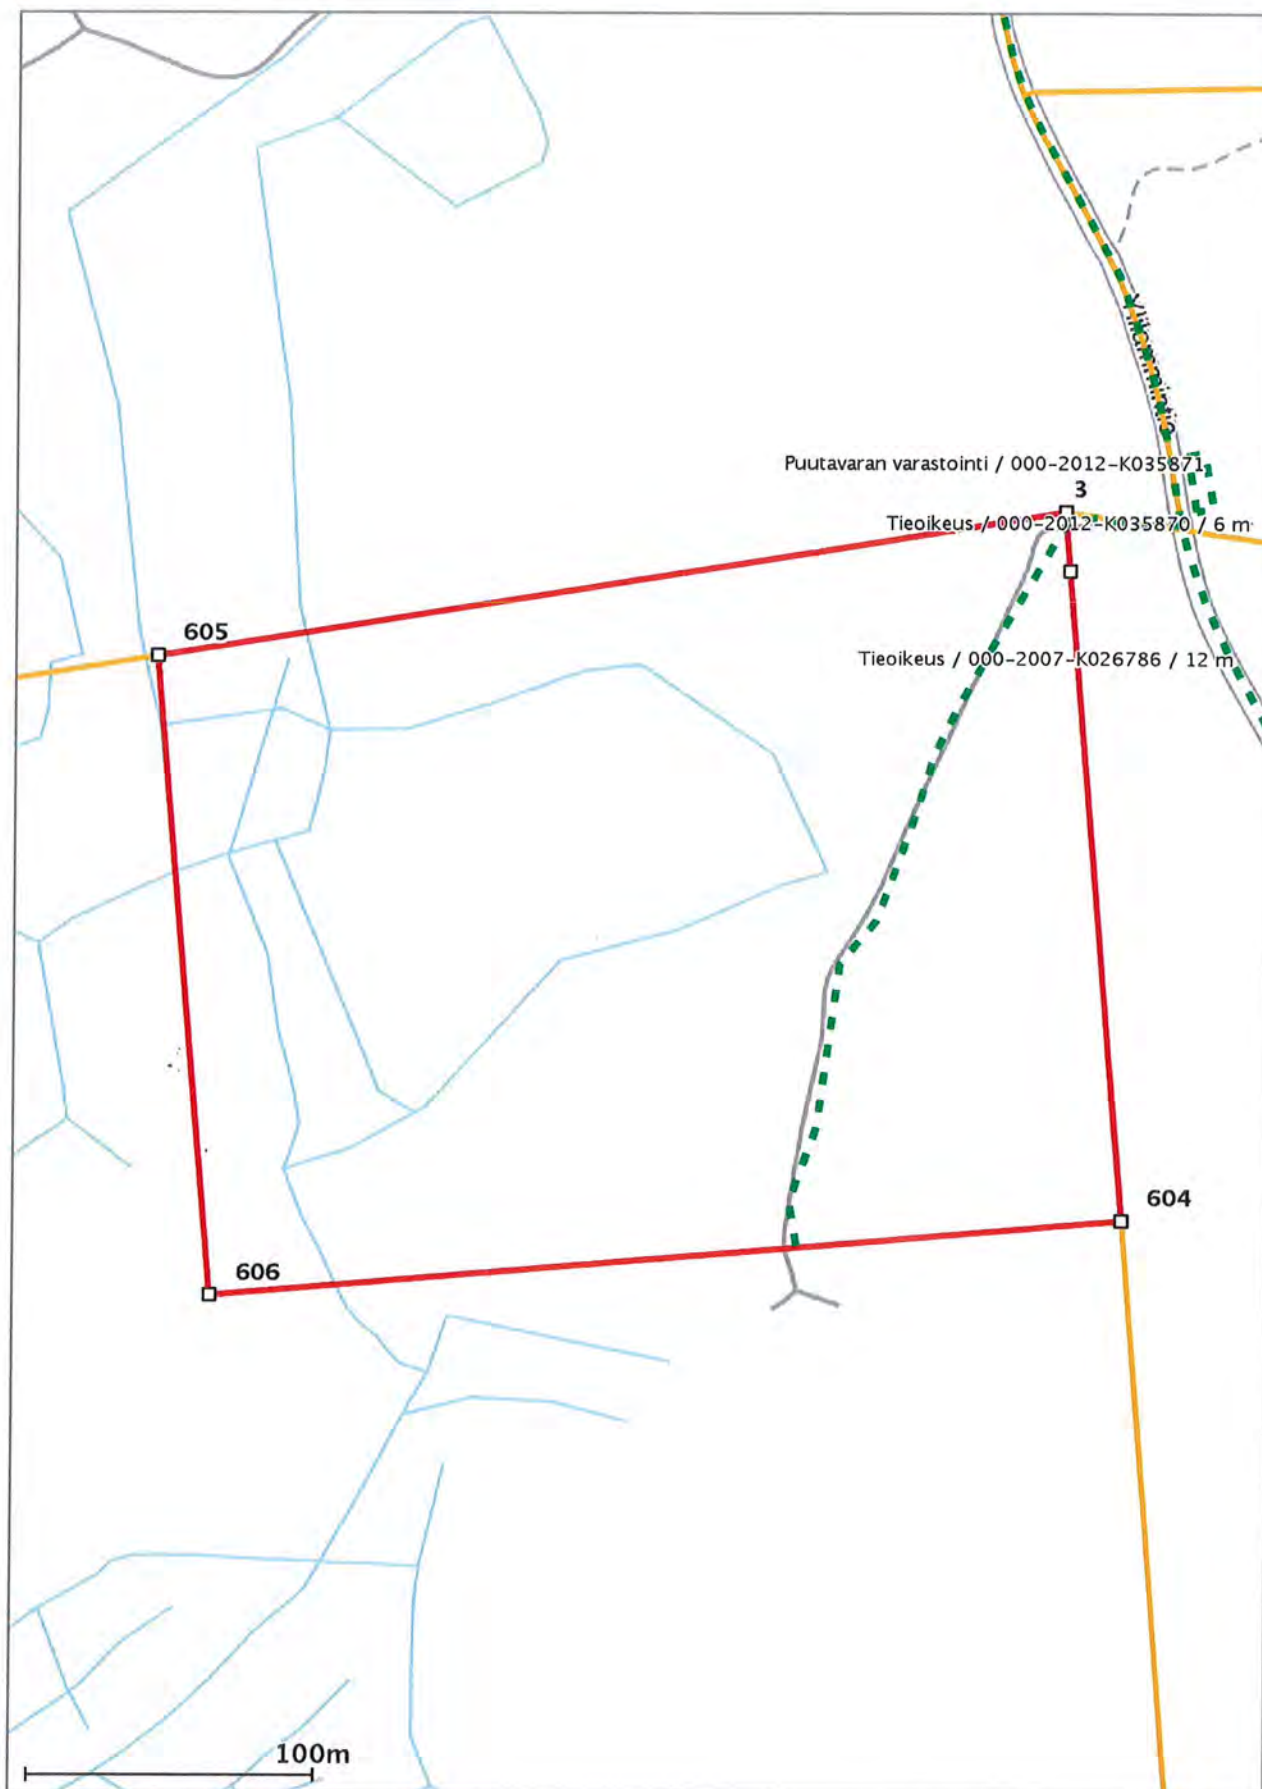 Yliannintie
Puutavaran varastointi / 000-2012-K035871
3
Tieoikeus / 000-2012-K035870 / 6 m
605
Tieoikeus / 000-2007-K026786 / 12 m
604
606
100m